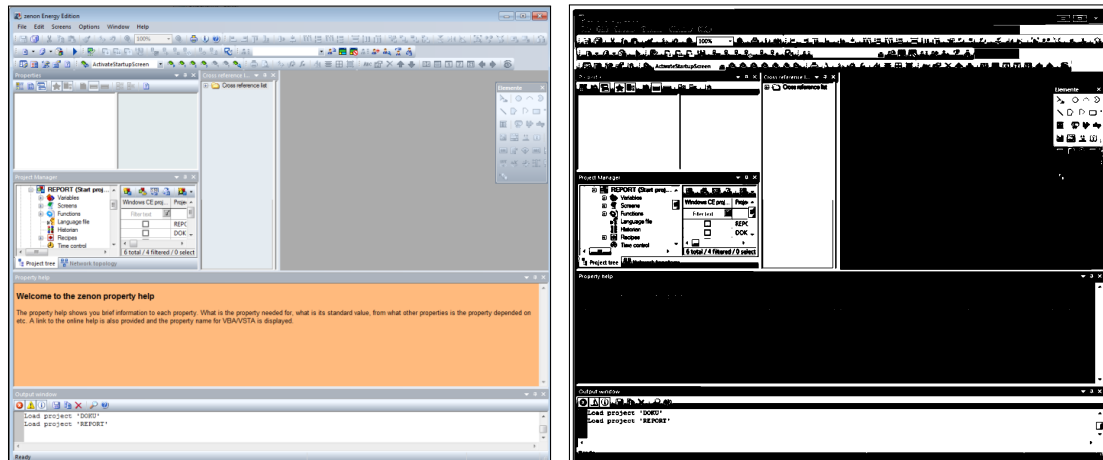 zenon Energy Edition
File Edit Screens Options Window Help
100%
ActivateStartupScreen
Properties
Cross reference l...
Cross reference list
Elemente
Project Manager
REPORT (Start proj...
Variables
Screens
Functions
Language file
Historian
Recipes
Time control
Windows CE proj... Proje
Filter text
REPC
DOK
6 total / 4 filtered / 0 select
Project tree Network topology
Property help
Welcome to the zenon property help
The property help shows you brief information to each property. What is the property needed for, what is its standard value, from what other properties is the property depended on
etc. A link to the online help is also provided and the property name for VBA/VSTA is displayed.
Output window
Load project 'DOKU'
Load project 'REPORT'
Ready
100%
ActivateStartupScreen
Properties
Cross reference l...
Cross reference list
Elemente
Project Manager
REPORT (Start proj...
Variables
Screens
Functions
Language file
Historian
Recipes
Time control
Windows CE proj... Proje
Filter text
REPC
DOK
6 total / 4 filtered / 0 select
Project tree Network topology
Property help
Output window
Load project 'DOKU'
Load project 'REPORT'